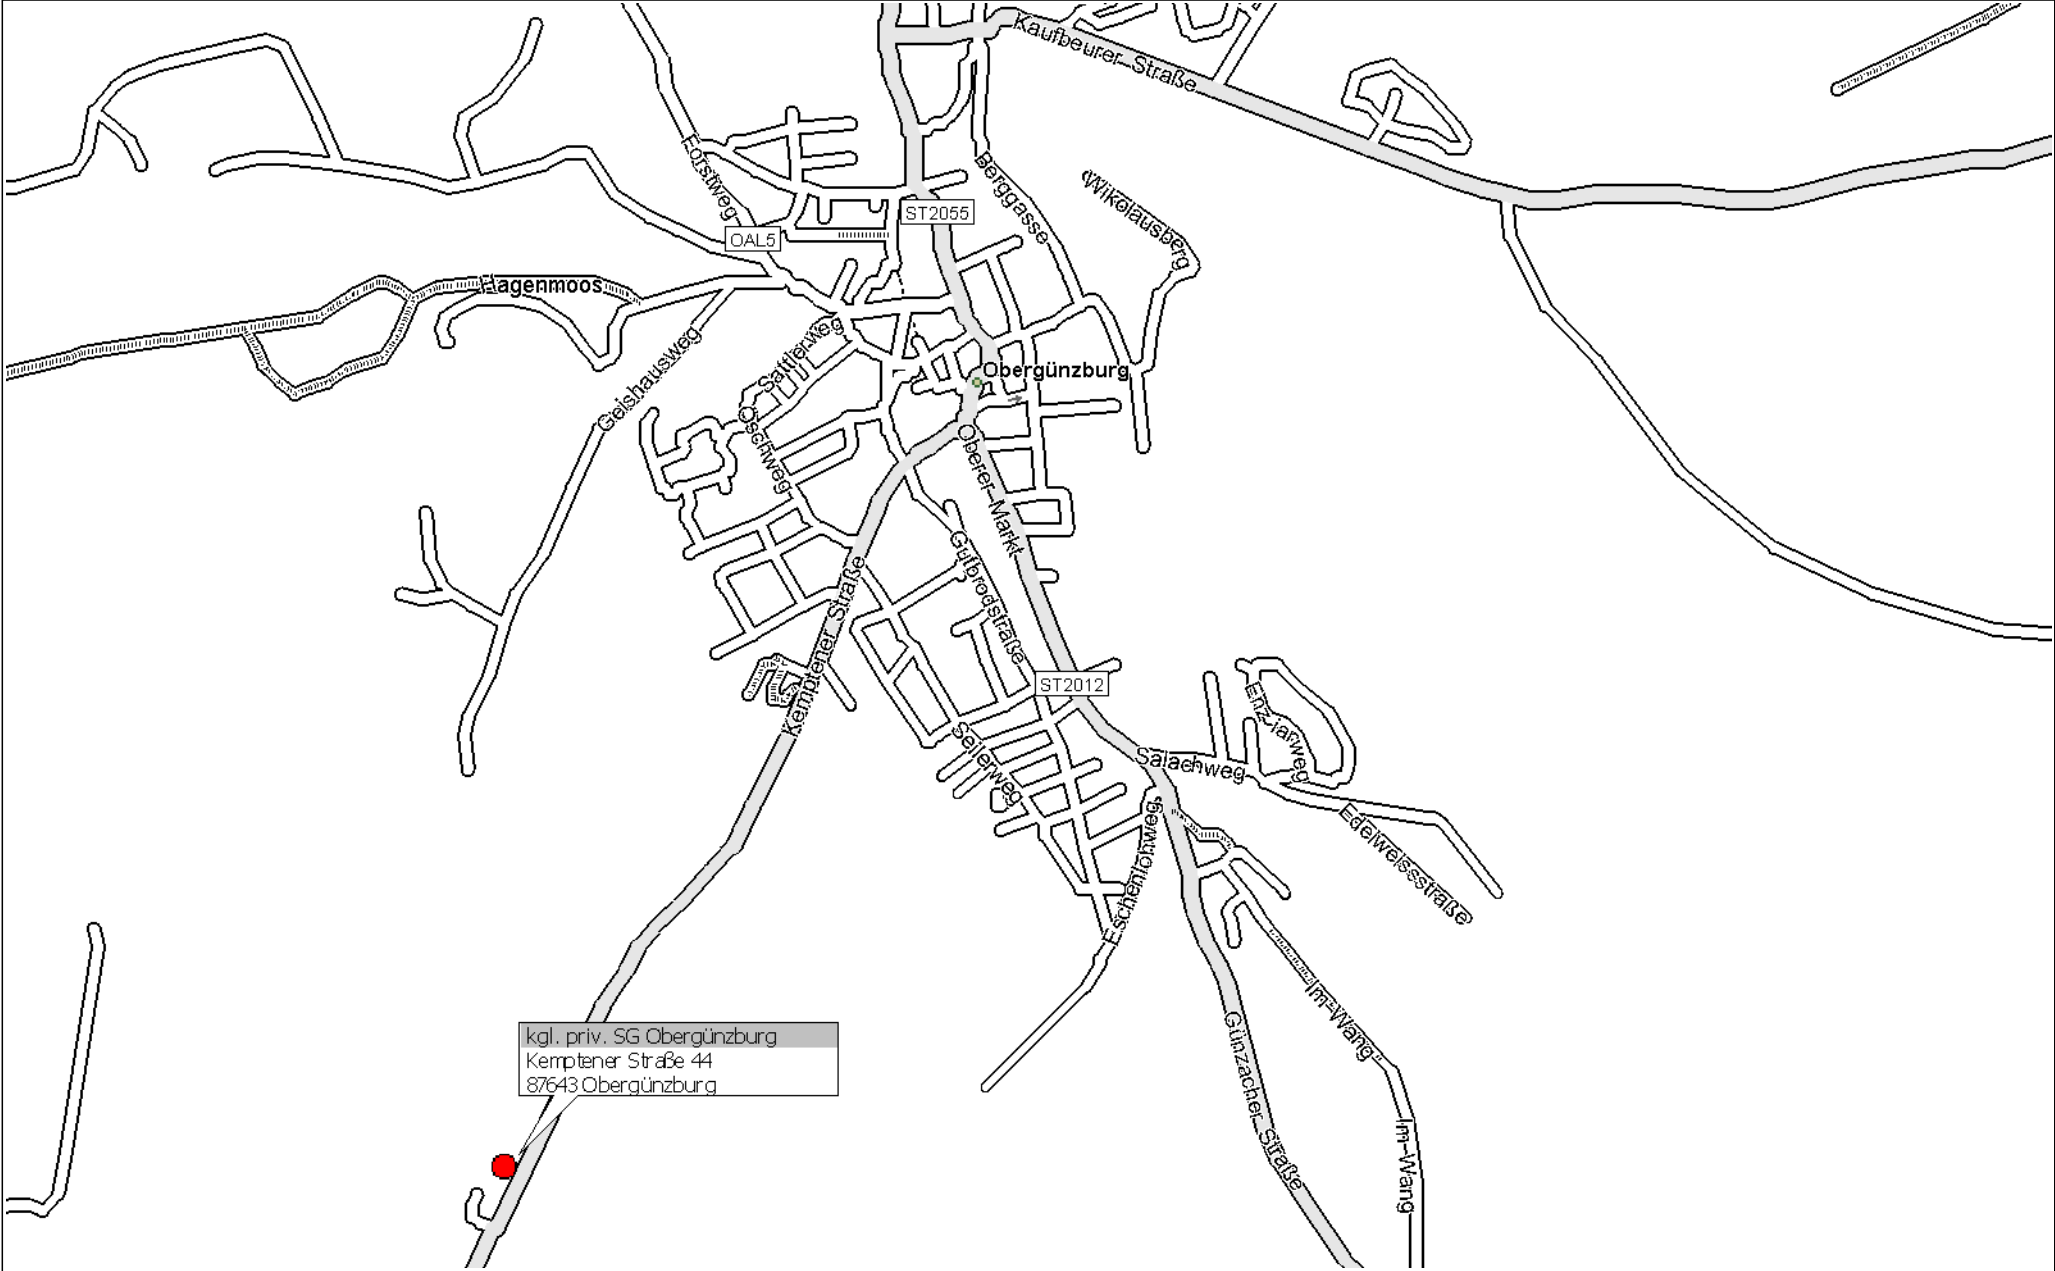 Kaufbeurer-Straße
Forstweg
Berggasse
Wikolausberg
ST2055
OAL5
Hagenmoos
Sattlerweg
Geishausweg
Obergünzburg
Öschweg
Oberer-Markt
Gutbrodstraße
Kemptener Straße
ST2012
Enzianweg
Seilerweg
Salachweg
Edelweissstraße
Eschenlohweg
Im-Wang
kgl. priv. SG Obergünzburg
Kemptener Straße 44
87643 Obergünzburg
Günzacher-Straße
Im-Wang